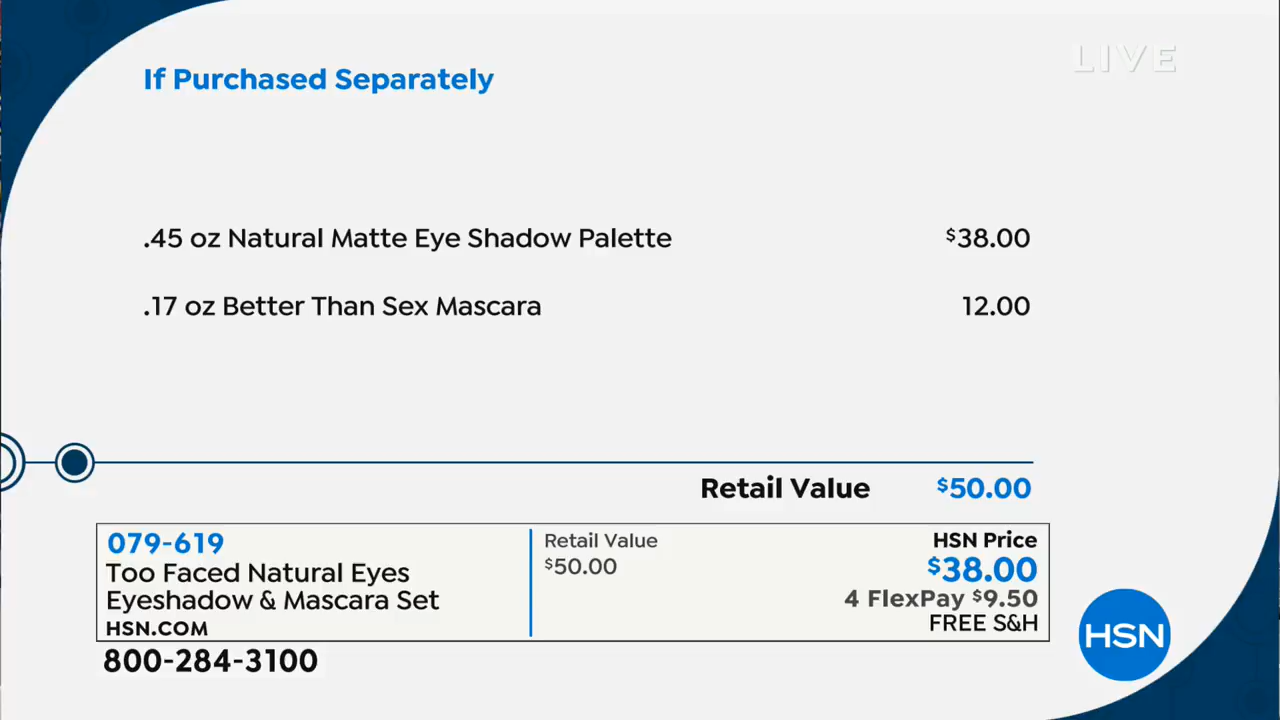 LIVE
If Purchased Separately
.45 oz Natural Matte Eye Shadow Palette $38.00
.17 oz Better Than Sex Mascara 12.00
Retail Value $50.00
079-619
Too Faced Natural Eyes
Eyeshadow & Mascara Set
HSN.COM
Retail Value
$50.00
HSN Price
$38.00
4 FlexPay $9.50
FREE S&H
800-284-3100
HSN